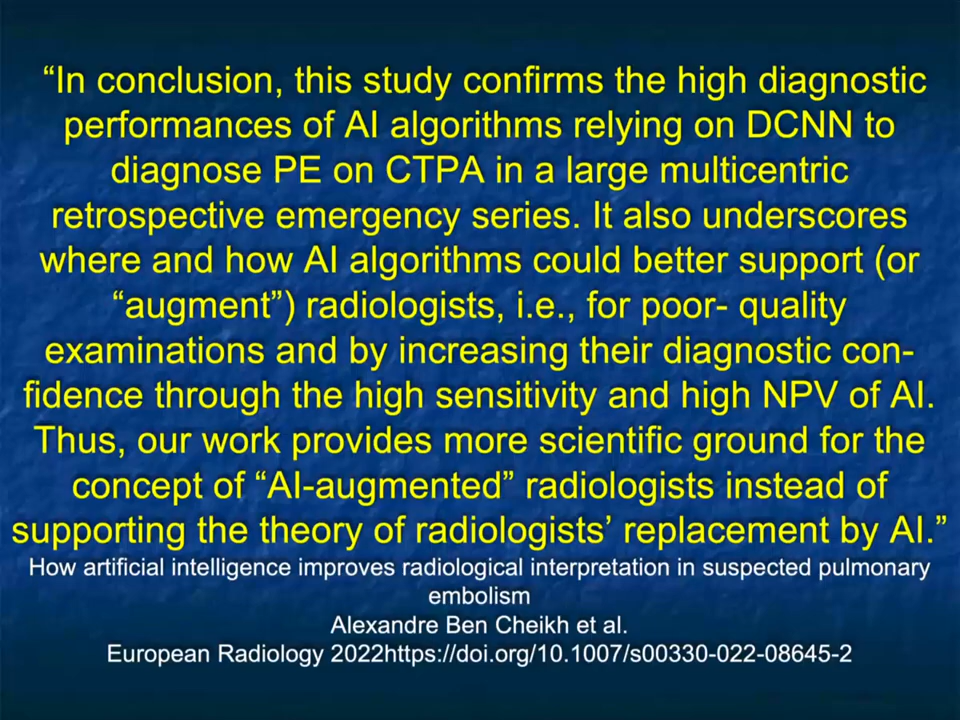 “In conclusion, this study confirms the high diagnostic
performances of AI algorithms relying on DCNN to
diagnose PE on CTPA in a large multicentric
retrospective emergency series. It also underscores
where and how AI algorithms could better support (or
“augment”) radiologists, i.e., for poor- quality
examinations and by increasing their diagnostic con-
fidence through the high sensitivity and high NPV of AI.
Thus, our work provides more scientific ground for the
concept of “AI-augmented” radiologists instead of
supporting the theory of radiologists’ replacement by AI.”
How artificial intelligence improves radiological interpretation in suspected pulmonary
embolism
Alexandre Ben Cheikh et al.
European Radiology 2022https://doi.org/10.1007/s00330-022-08645-2